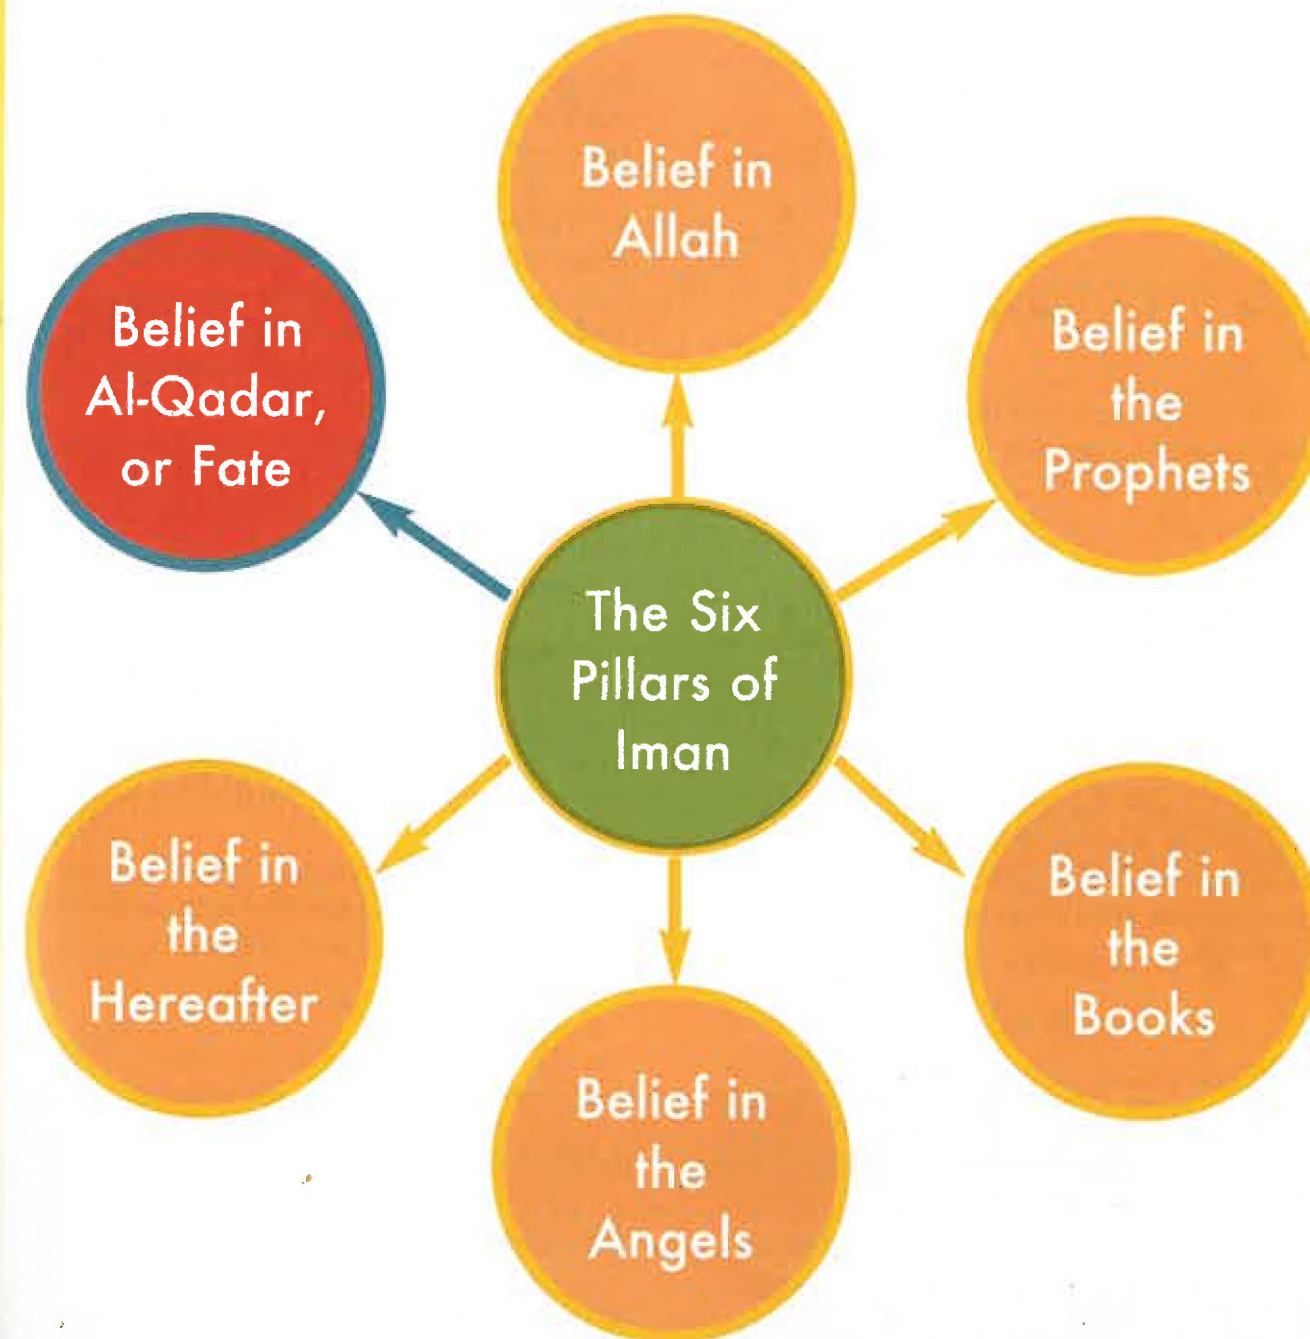 Belief in
Allah
Belief in
the
Prophets
Belief in
Al-Qadar,
or Fate
The Six
Pillars of
Iman
Belief in
the
Hereafter
Belief in
the
Books
Belief in
the
Angels